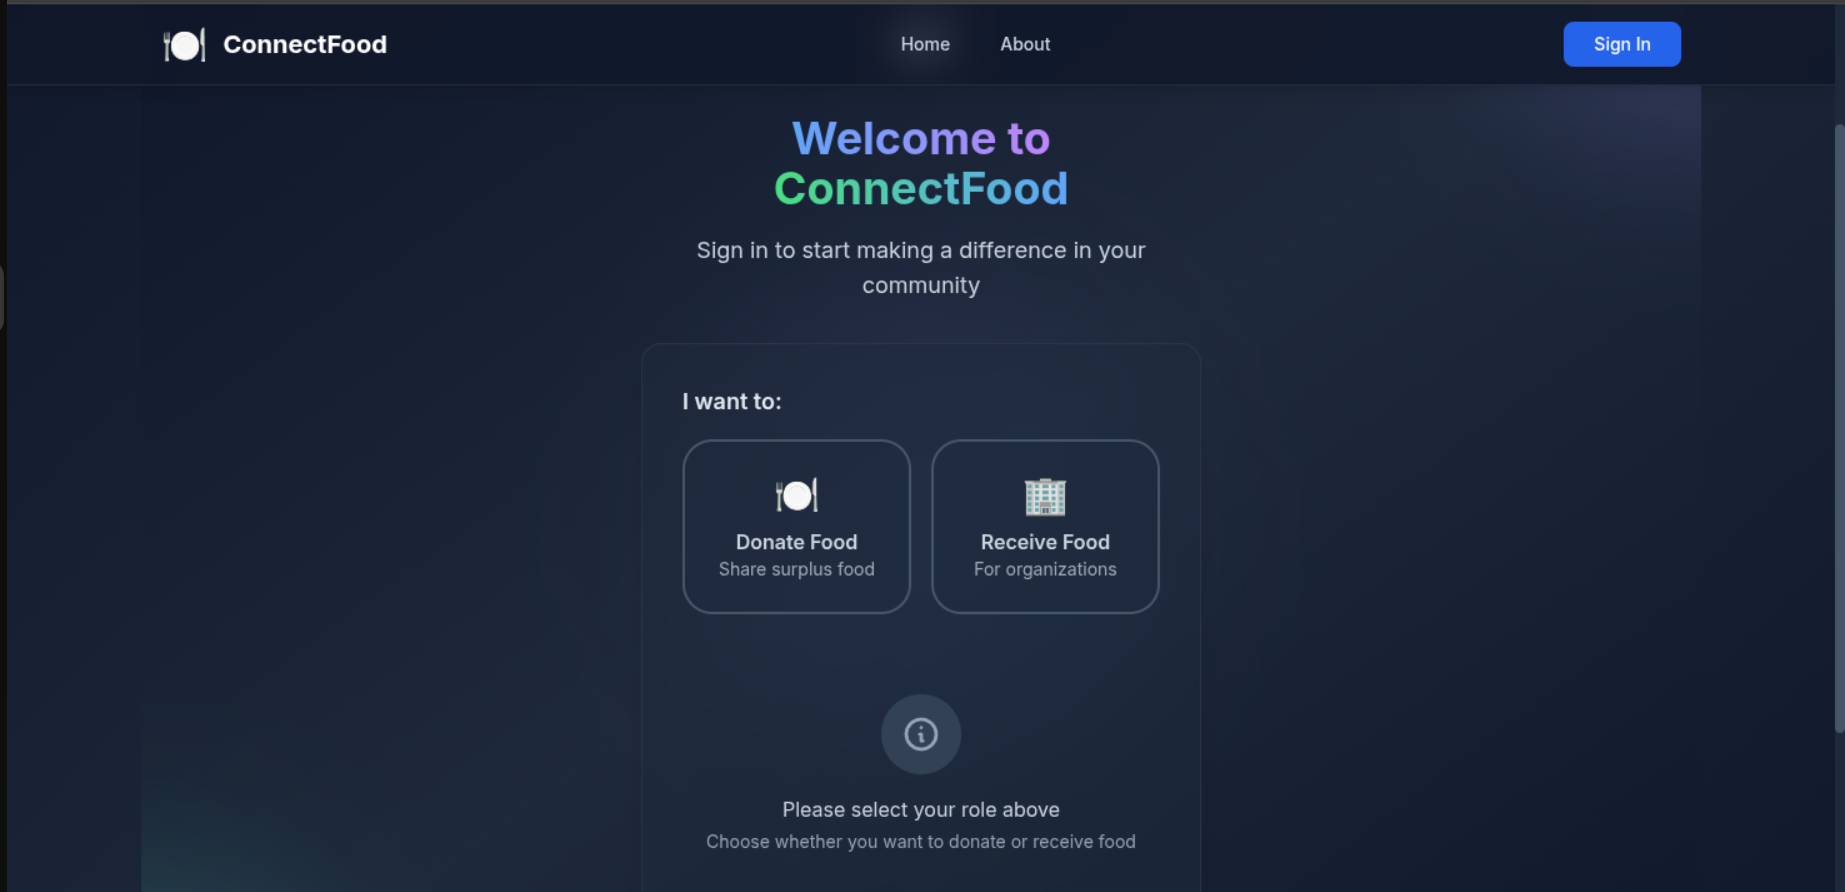 ConnectFood
Home
About
Sign In
Welcome to
ConnectFood
Sign in to start making a difference in your
community
I want to:
Donate Food
Share surplus food
Receive Food
For organizations
Please select your role above
Choose whether you want to donate or receive food